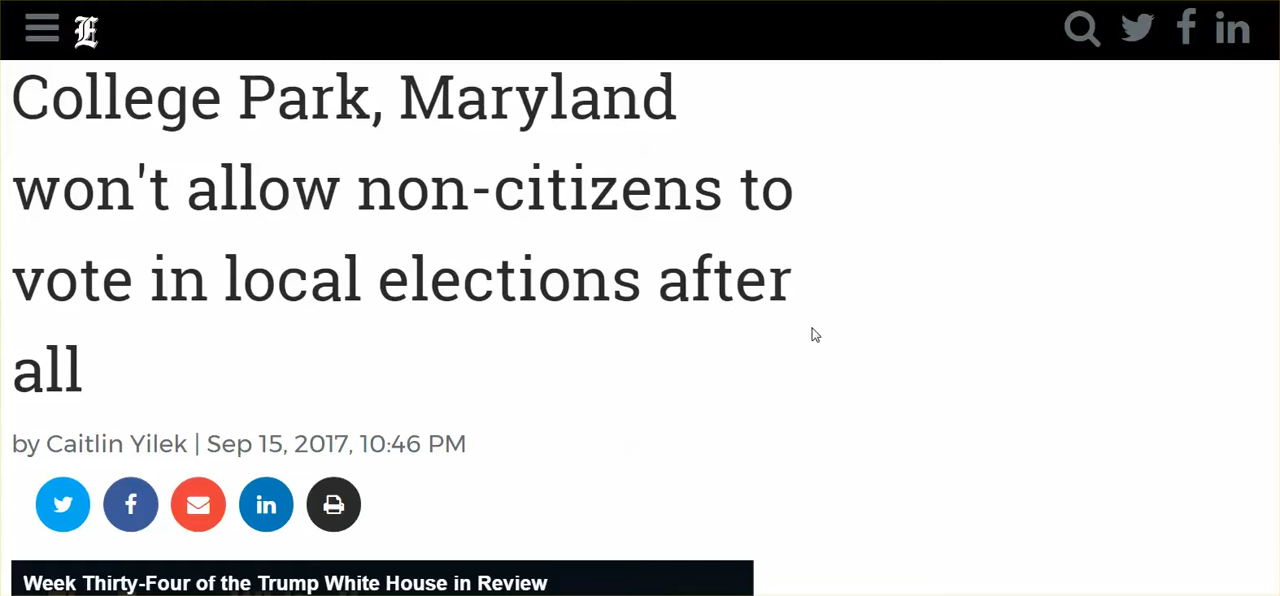 E
College Park, Maryland
won't allow non-citizens to
vote in local elections after
all
by Caitlin Yilek | Sep 15, 2017, 10:46 PM
Week Thirty-Four of the Trump White House in Review